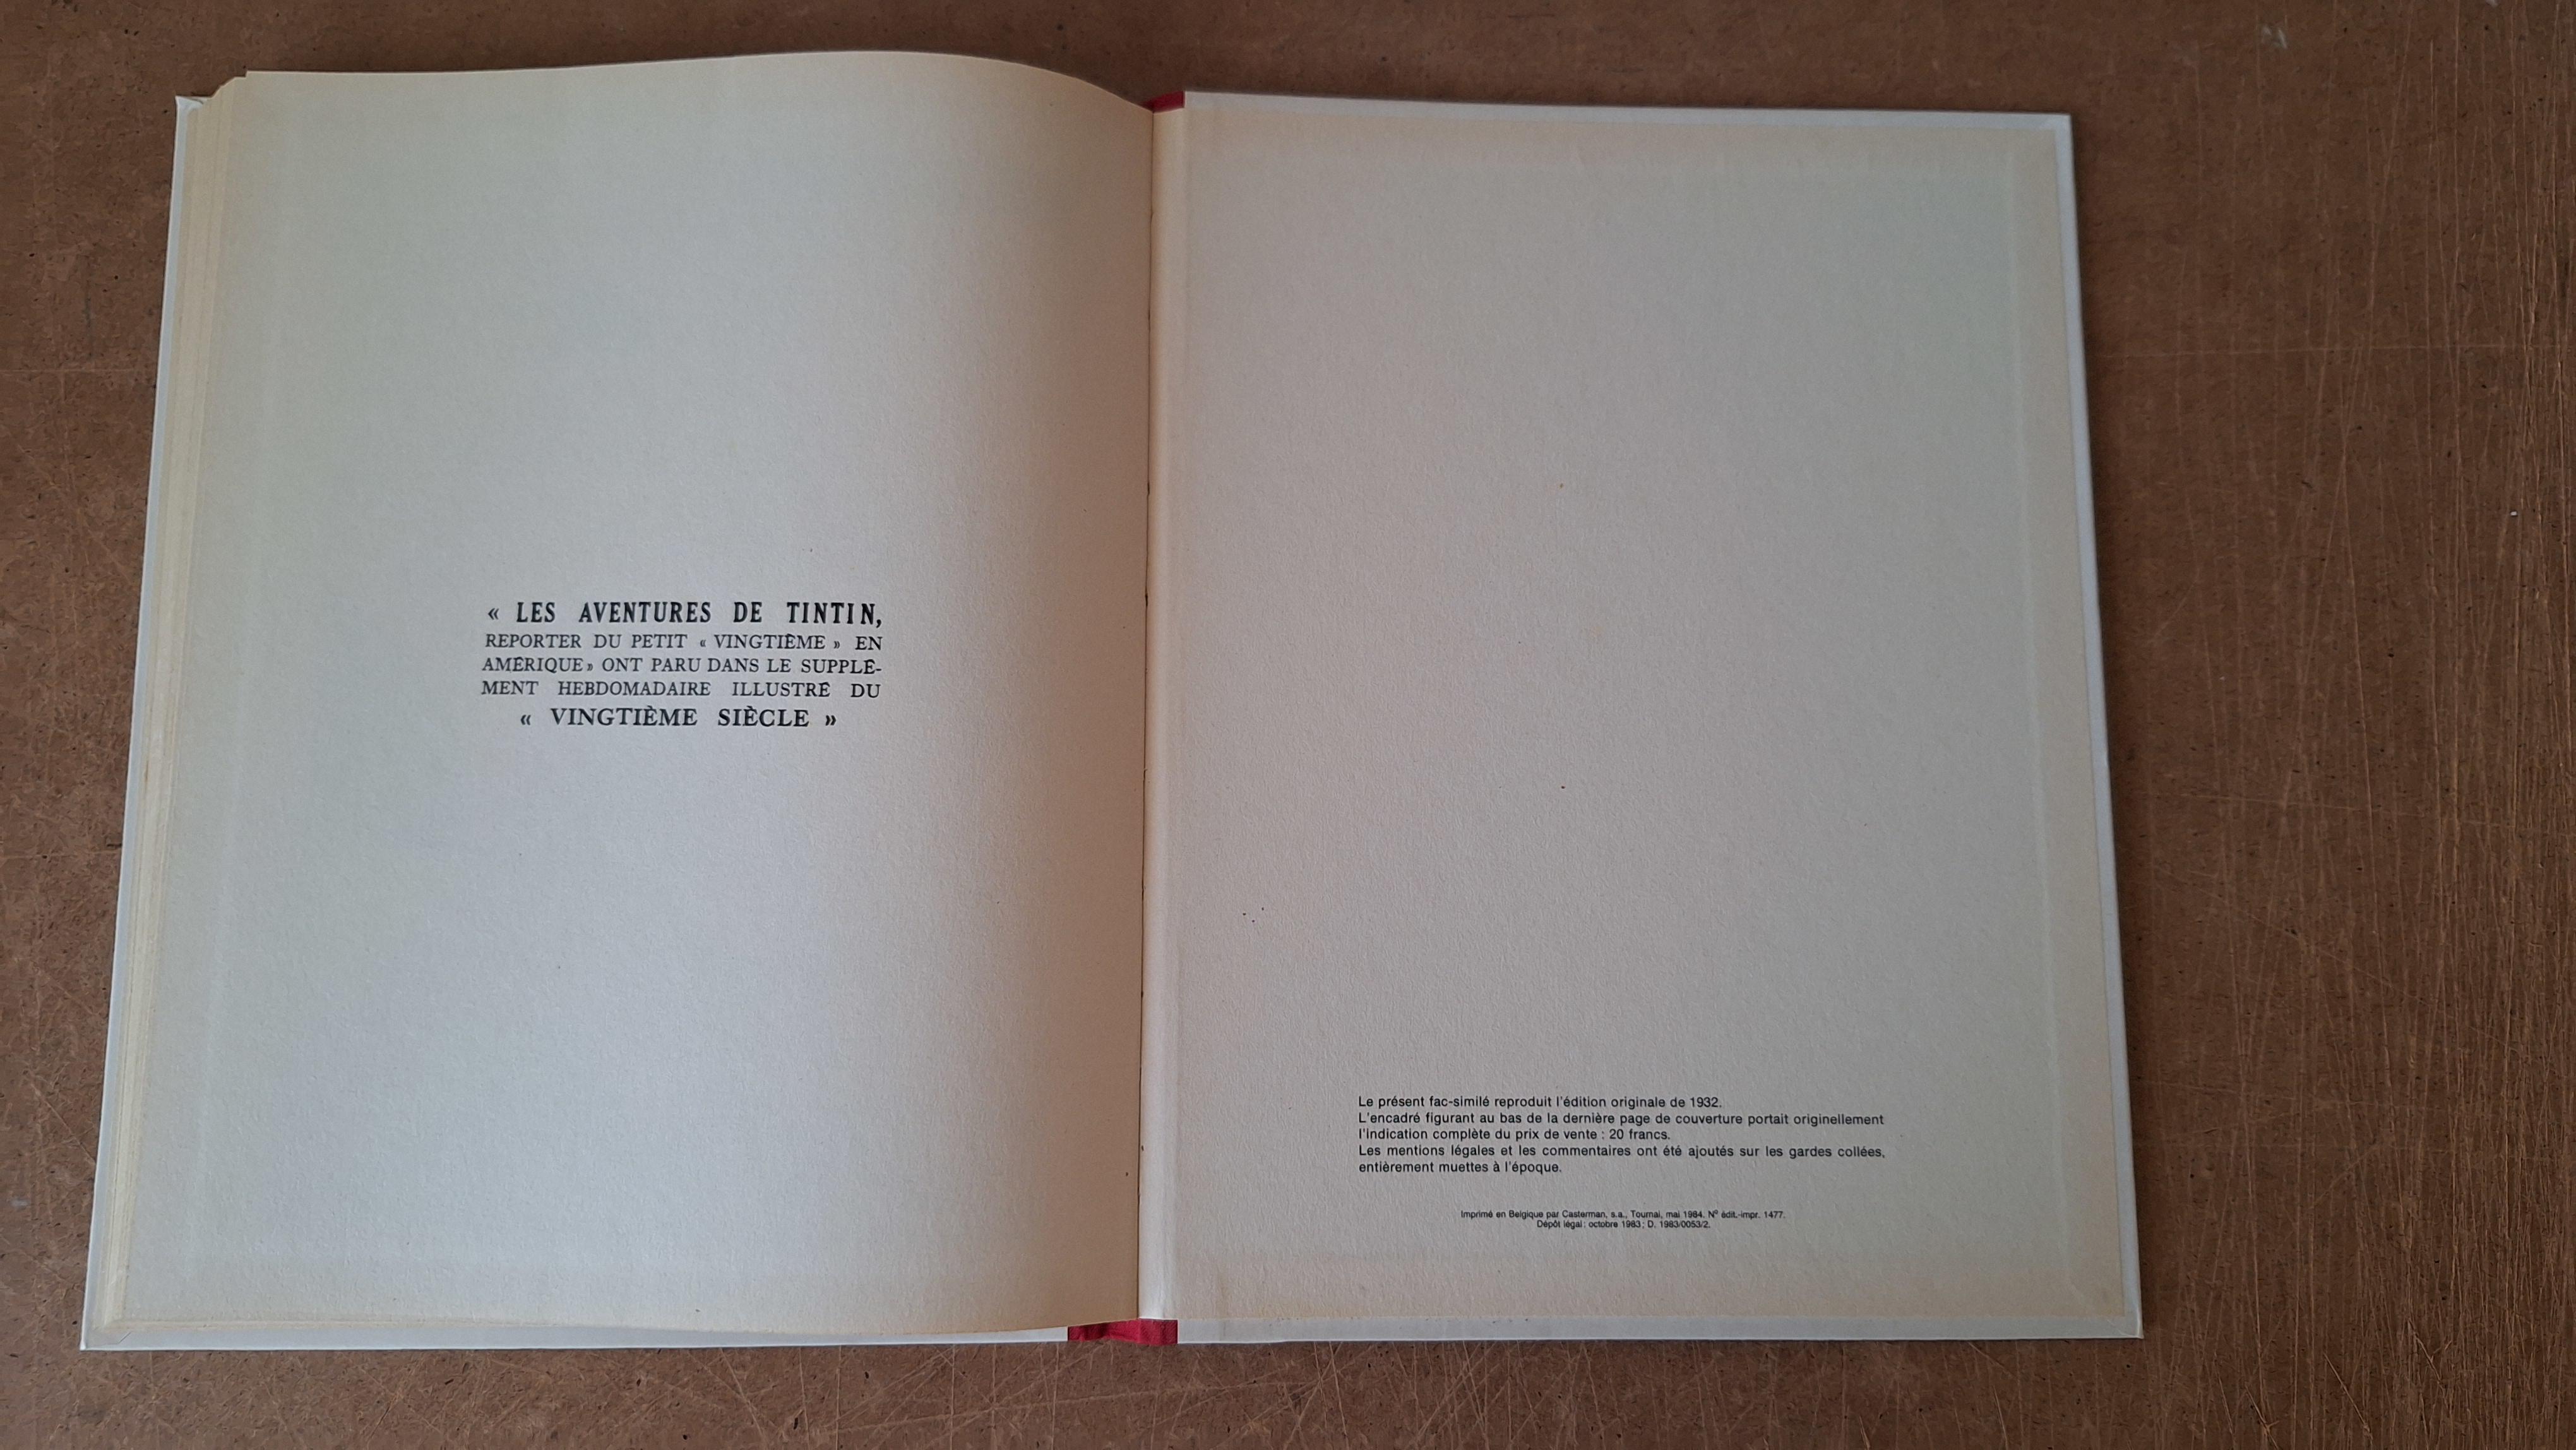 « LES AVENTURES DE TINTIN,
REPORTER DU PETIT « VINGTIÈME » EN
AMÉRIQUE » ONT PARU DANS LE SUPPLÉ-
MENT HEBDOMADAIRE ILLUSTRÉ DU
« VINGTIÈME SIÈCLE »
Le présent fac-similé reproduit l'édition originale de 1932.
L'encadré figurant au bas de la dernière page de couverture portait originellement
l'indication complète du prix de vente : 20 francs.
Les mentions légales et les commentaires ont été ajoutés sur les gardes collées,
entièrement muettes à l'époque.
Imprimé en Belgique par Casterman, s.a., Tournai, mai 1984. N° édit.-impr. 1477.
Dépôt légal : octobre 1983 ; D. 1983/0053/2.